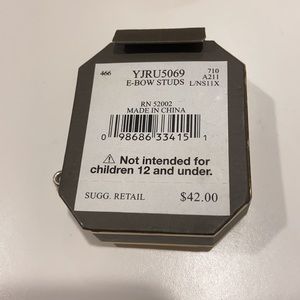 466 YJRU5069 710
E-BOW STUDS A211
L/NS11X
RN 52002
MADE IN CHINA
0 98686 33415 1
⚠ Not intended for
children 12 and under.
SUGG. RETAIL $42.00